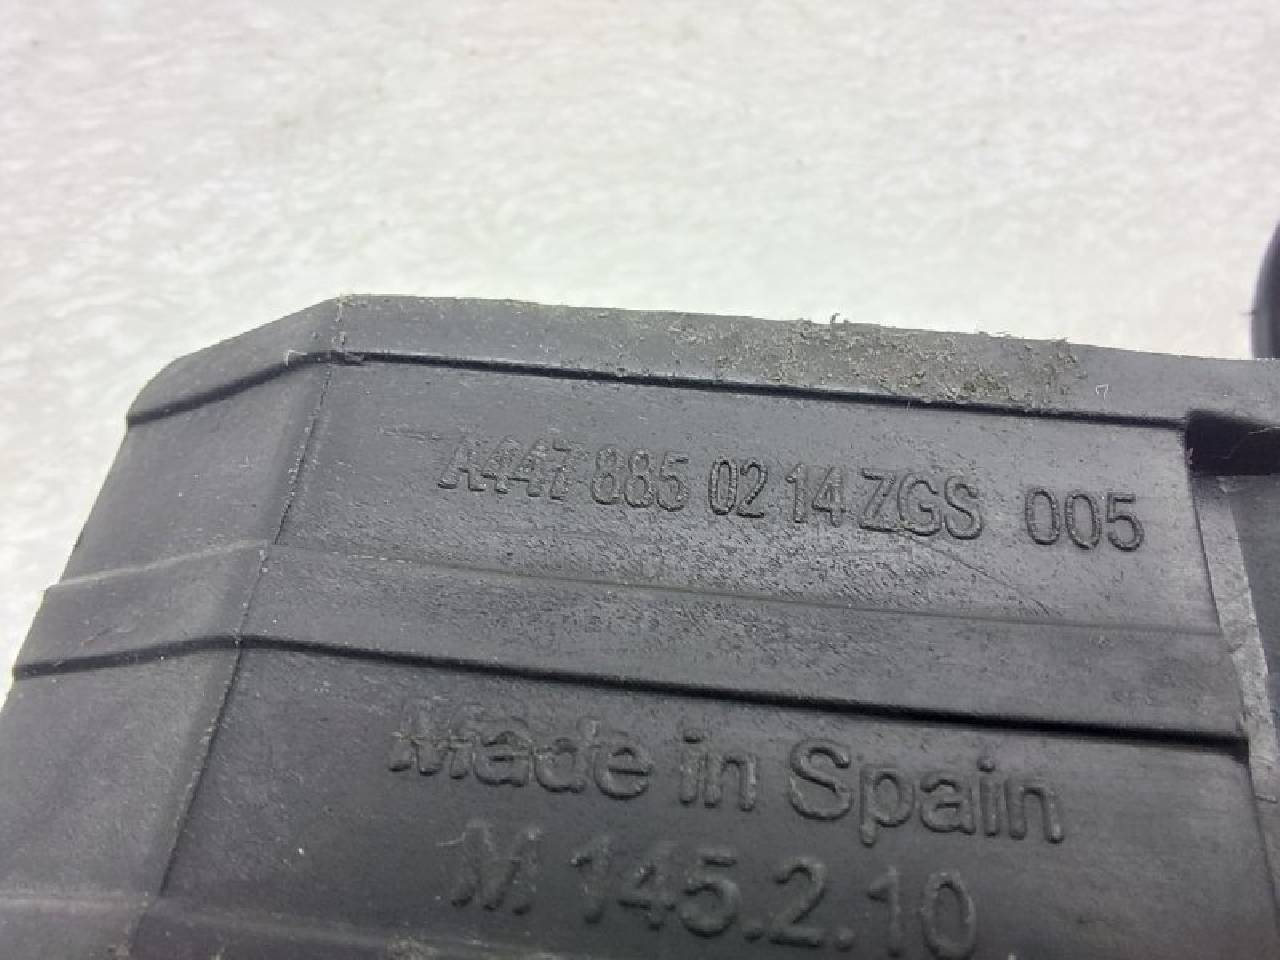 A447 885 02 14 ZGS 005
Made in Spain
M 145.2.10